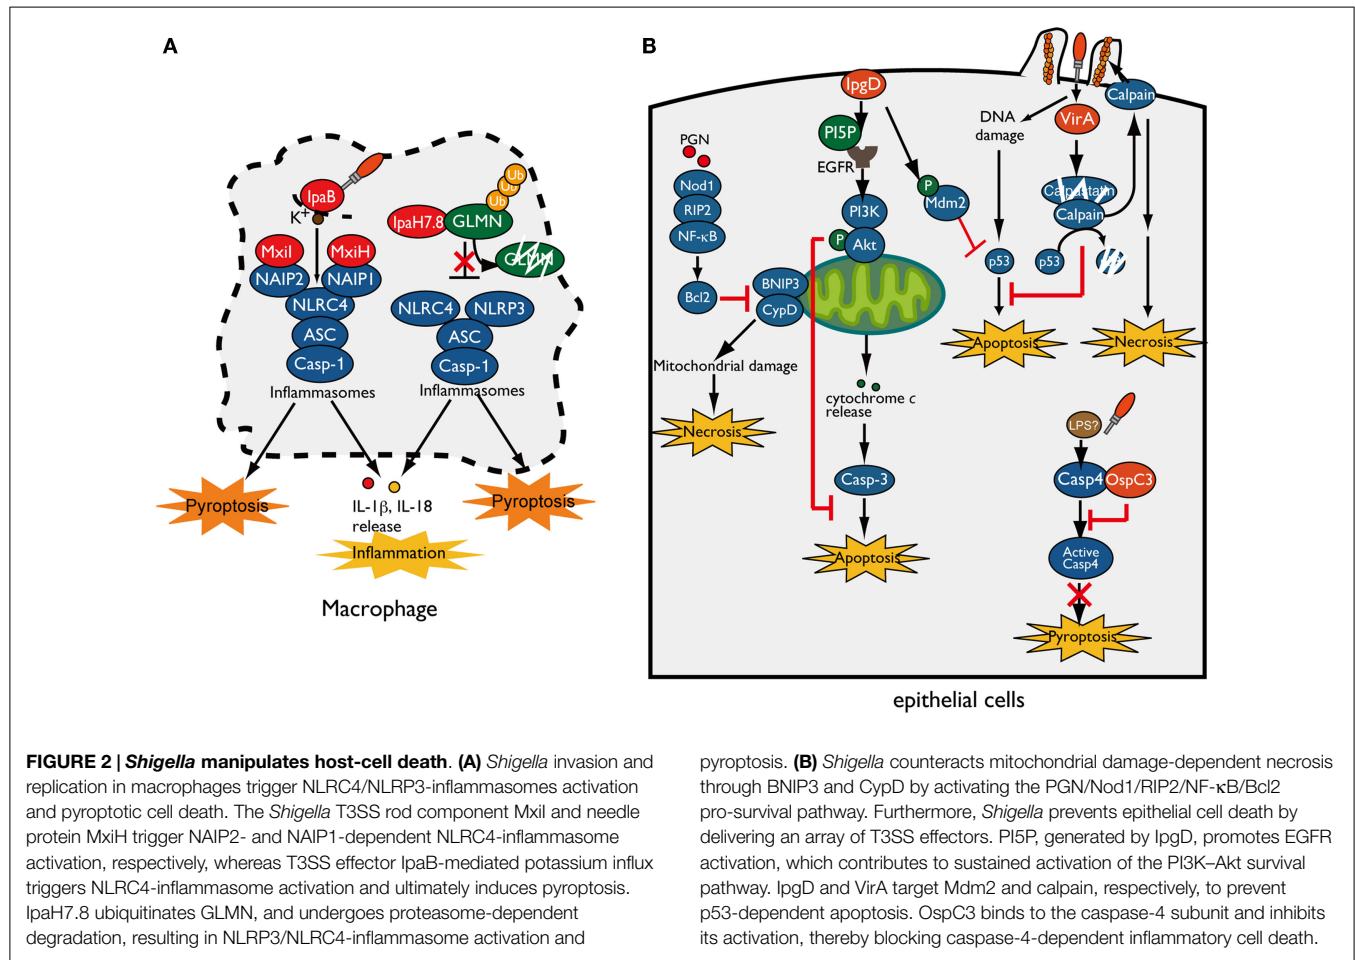 A
IpaB
K+
MxiI
MxiH
NAIP2
NAIP1
NLRC4
ASC
Casp-1
Inflammasomes
Ub
Ub
Ub
IpaH7.8
GLMN
GLMN
NLRC4
NLRP3
ASC
Casp-1
Inflammasomes
Pyroptosis
IL-1β, IL-18
release
Inflammation
Pyroptosis
Macrophage
B
PGN
Nod1
RIP2
NF-κB
Bcl2
BNIP3
CypD
Mitochondrial damage
Necrosis
IpgD
PI5P
EGFR
PI3K
P
Akt
P
Mdm2
cytochrome c
release
Casp-3
Apoptosis
DNA
damage
VirA
Calpain
Calpastatin
Calpain
p53
p53
Apoptosis
Necrosis
LPS?
Casp4
OspC3
Active
Casp4
Pyroptosis
epithelial cells
FIGURE 2 | Shigella manipulates host-cell death. (A) Shigella invasion and
replication in macrophages trigger NLRC4/NLRP3-inflammasomes activation
and pyroptotic cell death. The Shigella T3SS rod component MxiI and needle
protein MxiH trigger NAIP2- and NAIP1-dependent NLRC4-inflammasome
activation, respectively, whereas T3SS effector IpaB-mediated potassium influx
triggers NLRC4-inflammasome activation and ultimately induces pyroptosis.
IpaH7.8 ubiquitinates GLMN, and undergoes proteasome-dependent
degradation, resulting in NLRP3/NLRC4-inflammasome activation and
pyroptosis. (B) Shigella counteracts mitochondrial damage-dependent necrosis
through BNIP3 and CypD by activating the PGN/Nod1/RIP2/NF-κB/Bcl2
pro-survival pathway. Furthermore, Shigella prevents epithelial cell death by
delivering an array of T3SS effectors. PI5P, generated by IpgD, promotes EGFR
activation, which contributes to sustained activation of the PI3K–Akt survival
pathway. IpgD and VirA target Mdm2 and calpain, respectively, to prevent
p53-dependent apoptosis. OspC3 binds to the caspase-4 subunit and inhibits
its activation, thereby blocking caspase-4-dependent inflammatory cell death.